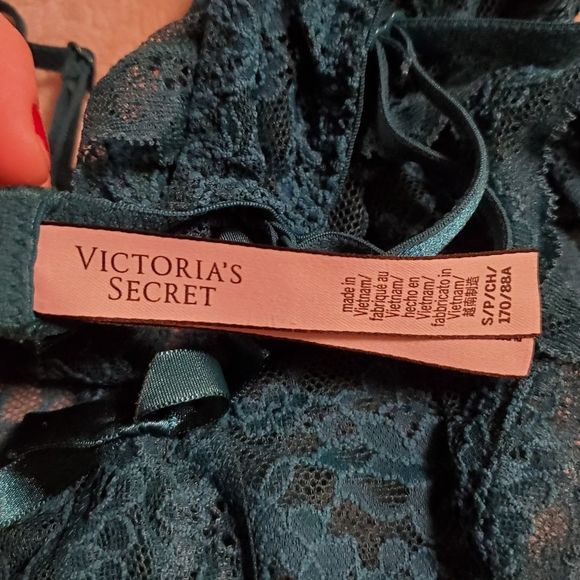 VICTORIA'S
SECRET
made in
Vietnam/
fabriqué au
Vietnam/
hecho en
Vietnam/
fabbricato in
Vietnam/
越南制造
S/P/CH/
170/88A